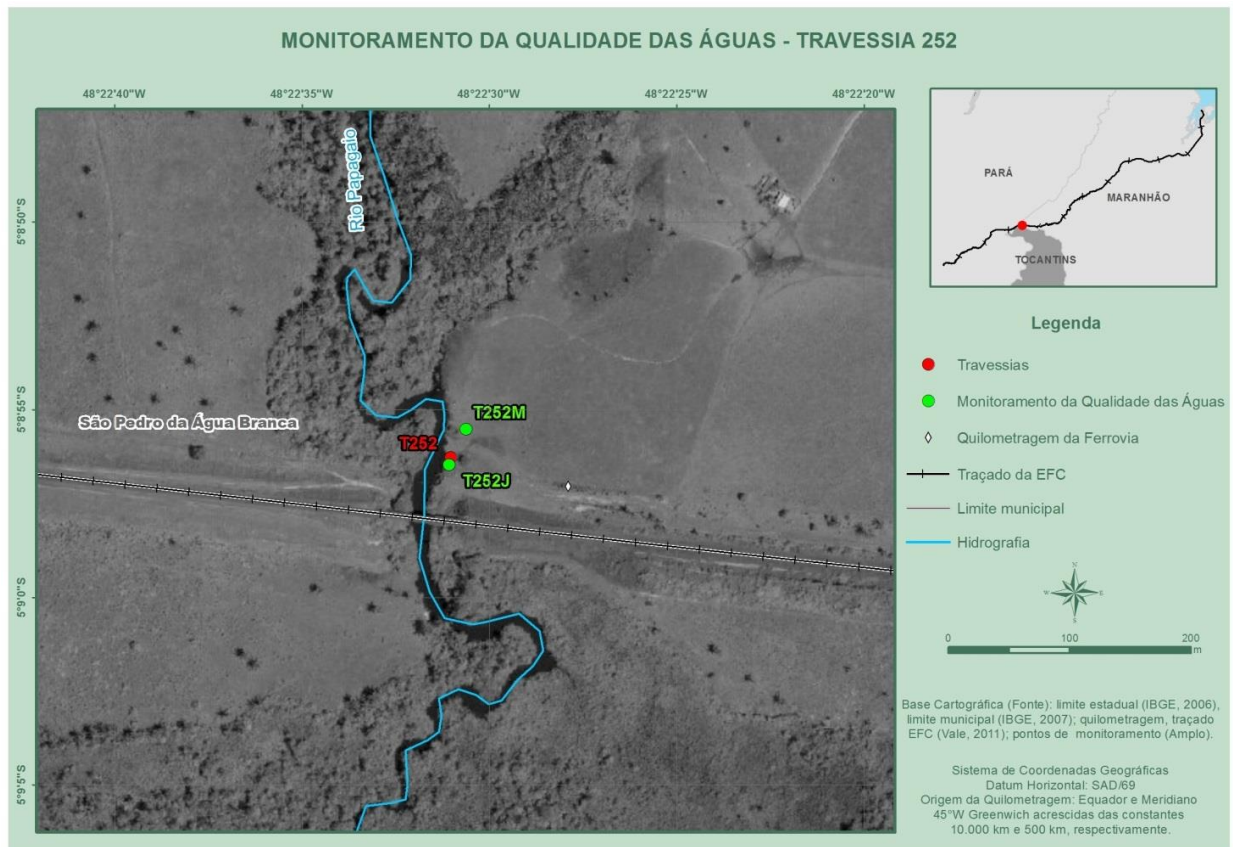 MONITORAMENTO DA QUALIDADE DAS ÁGUAS - TRAVESSIA 252
48°22'40"W
48°22'35"W
48°22'30"W
48°22'25"W
48°22'20"W
5°8'50"S
5°8'55"S
5°9'0"S
5°9'5"S
Rio Papagaio
São Pedro da Água Branca
T252M
T252
T252J
PARÁ
MARANHÃO
TOCANTINS
Legenda
Travessias
Monitoramento da Qualidade das Águas
Quilometragem da Ferrovia
Traçado da EFC
Limite municipal
Hidrografia
N
W E
S
0 100 200
m
Base Cartográfica (Fonte): limite estadual (IBGE, 2006),
limite municipal (IBGE, 2007); quilometragem, traçado
EFC (Vale, 2011); pontos de monitoramento (Amplo).
Sistema de Coordenadas Geográficas
Datum Horizontal: SAD/69
Origem da Quilometragem: Equador e Meridiano
45°W Greenwich acrescidas das constantes
10.000 km e 500 km, respectivamente.